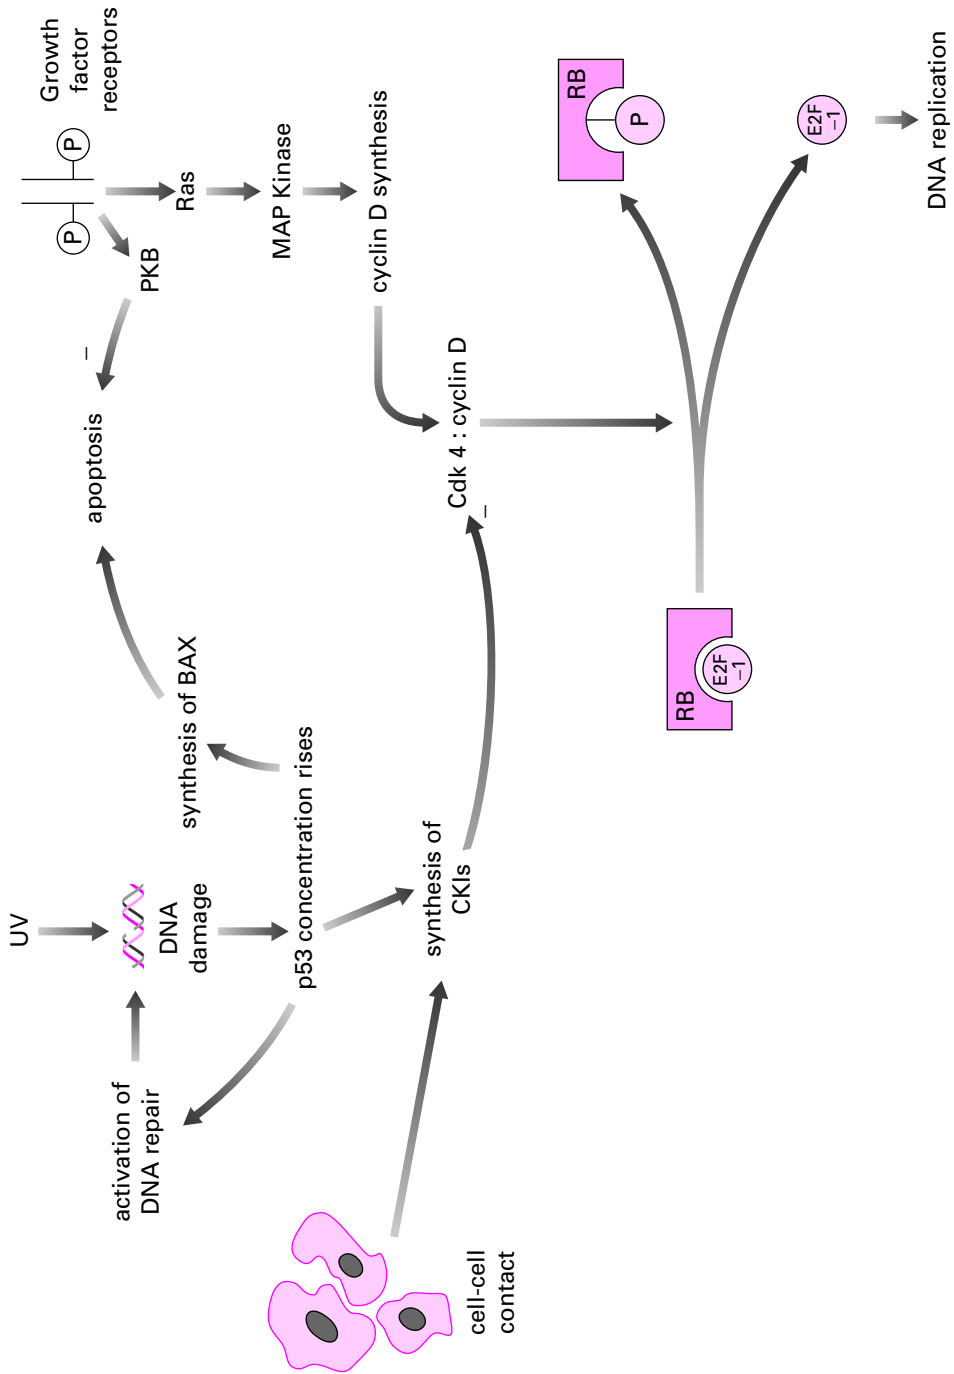 UV
Growth
factor
receptors
P
P
activation of
DNA repair
DNA
damage
apoptosis
–
PKB
Ras
synthesis of BAX
MAP Kinase
p53 concentration rises
cyclin D synthesis
synthesis of
CKIs
Cdk 4 : cyclin D
–
cell-cell
contact
RB
P
RB
E2F
–1
E2F
–1
DNA replication